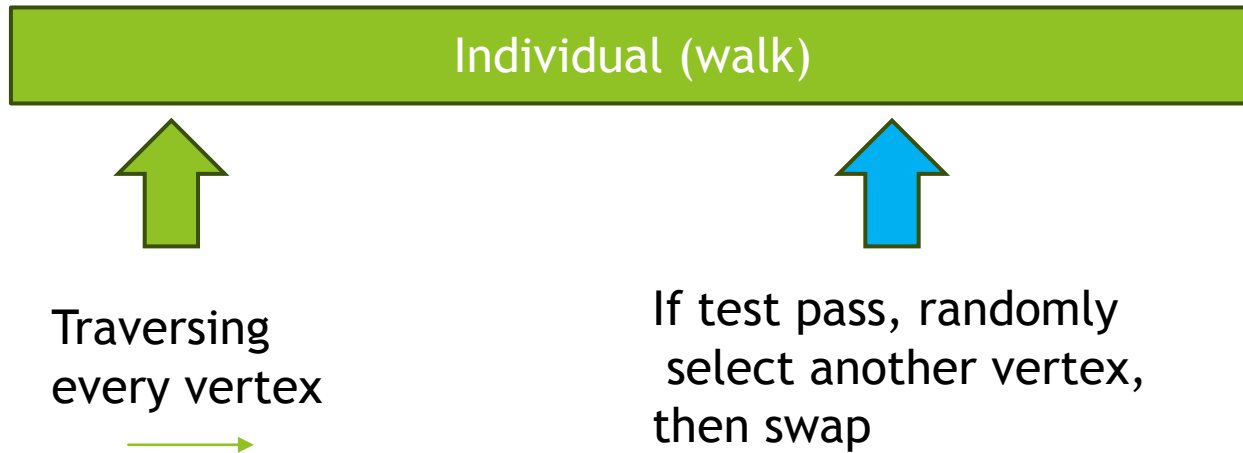 Individual (walk)
Traversing
every vertex
If test pass, randomly
select another vertex,
then swap